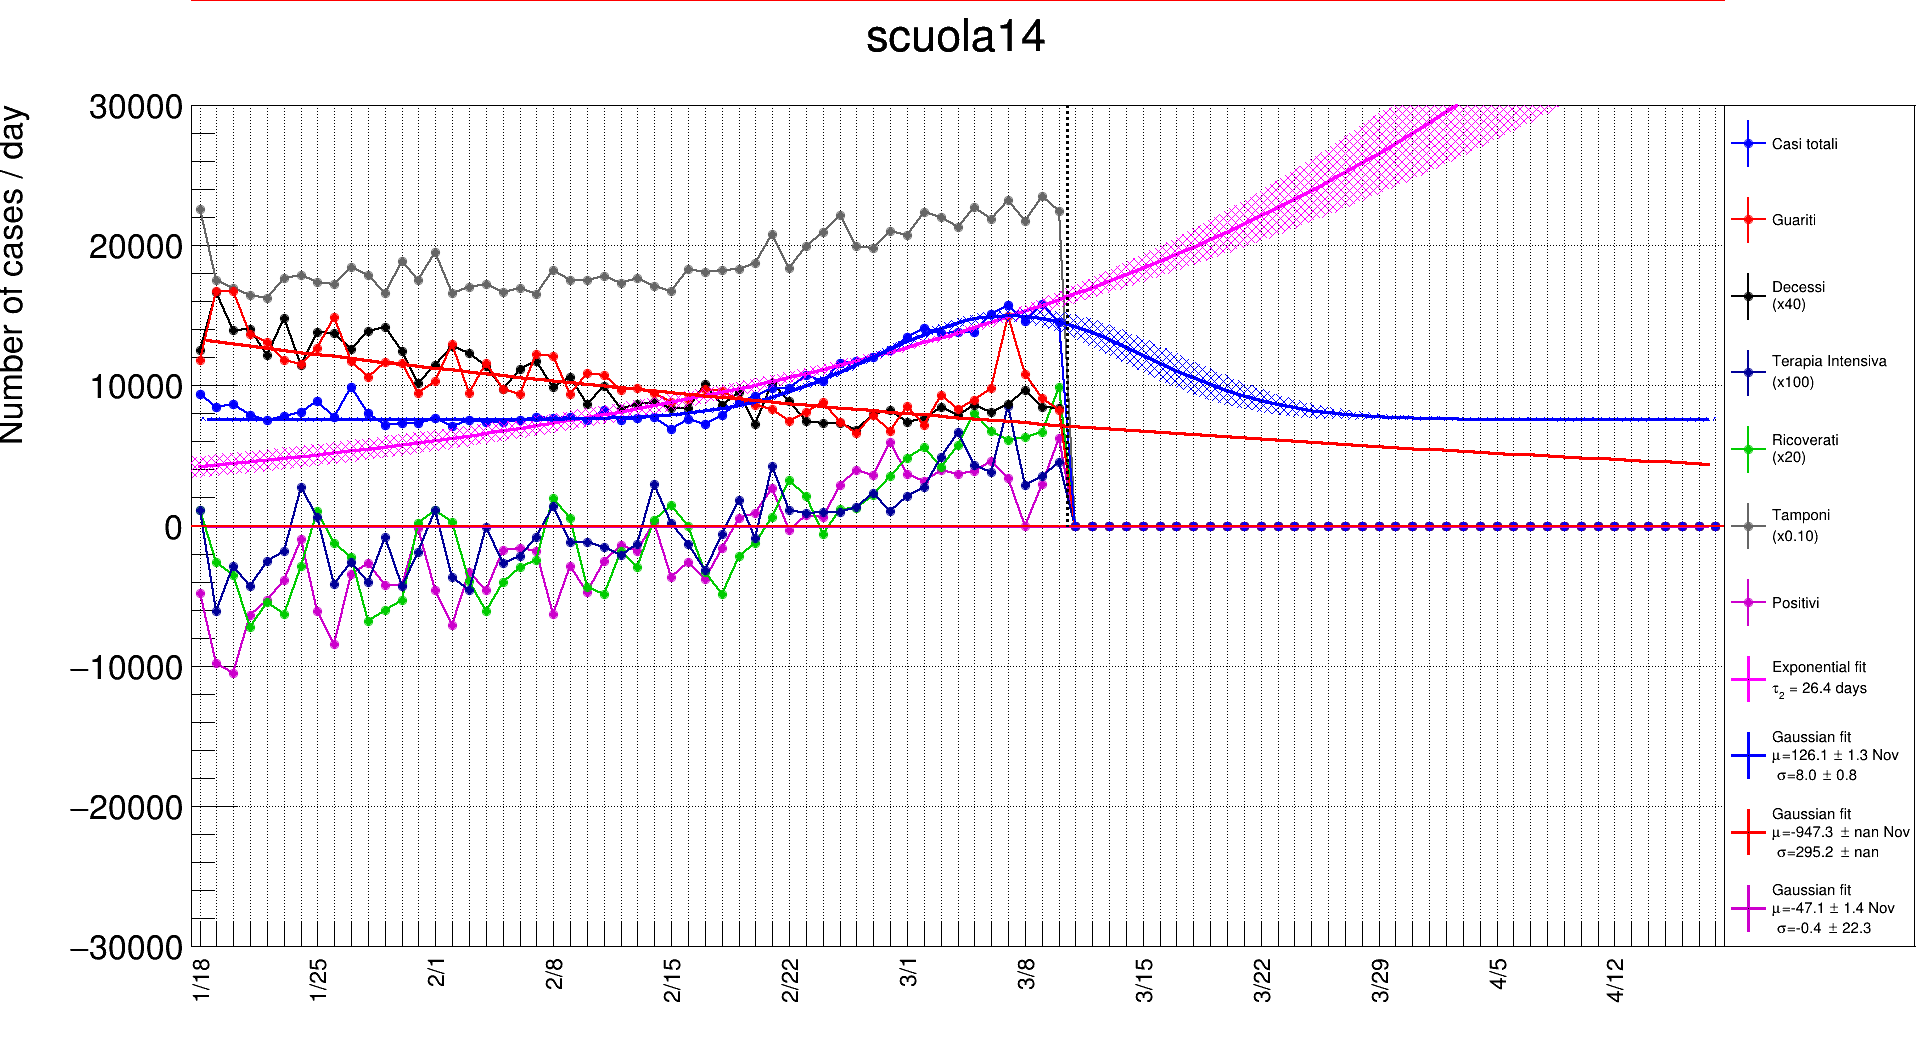 scuola14
Number of cases / day
30000
20000
10000
0
−10000
−20000
−30000
1/18
1/25
2/1
2/8
2/15
2/22
3/1
3/8
3/15
3/22
3/29
4/5
4/12
Casi totali
Guariti
Decessi
(x40)
Terapia Intensiva
(x100)
Ricoverati
(x20)
Tamponi
(x0.10)
Positivi
Exponential fit
τ2 = 26.4 days
Gaussian fit
μ=126.1 ± 1.3 Nov
σ=8.0 ± 0.8
Gaussian fit
μ=-947.3 ± nan Nov
σ=295.2 ± nan
Gaussian fit
μ=-47.1 ± 1.4 Nov
σ=-0.4 ± 22.3